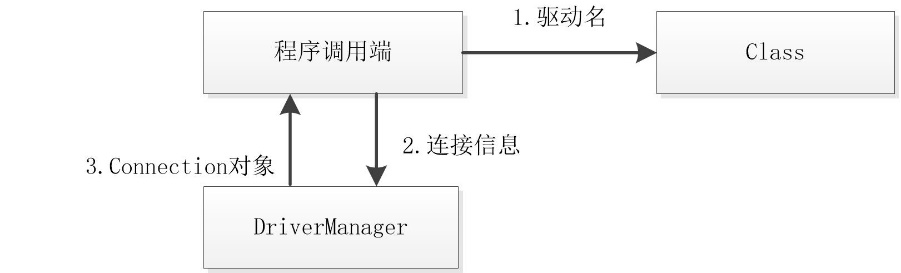 1.驱动名
程序调用端
Class
2.连接信息
3.Connection对象
DriverManager